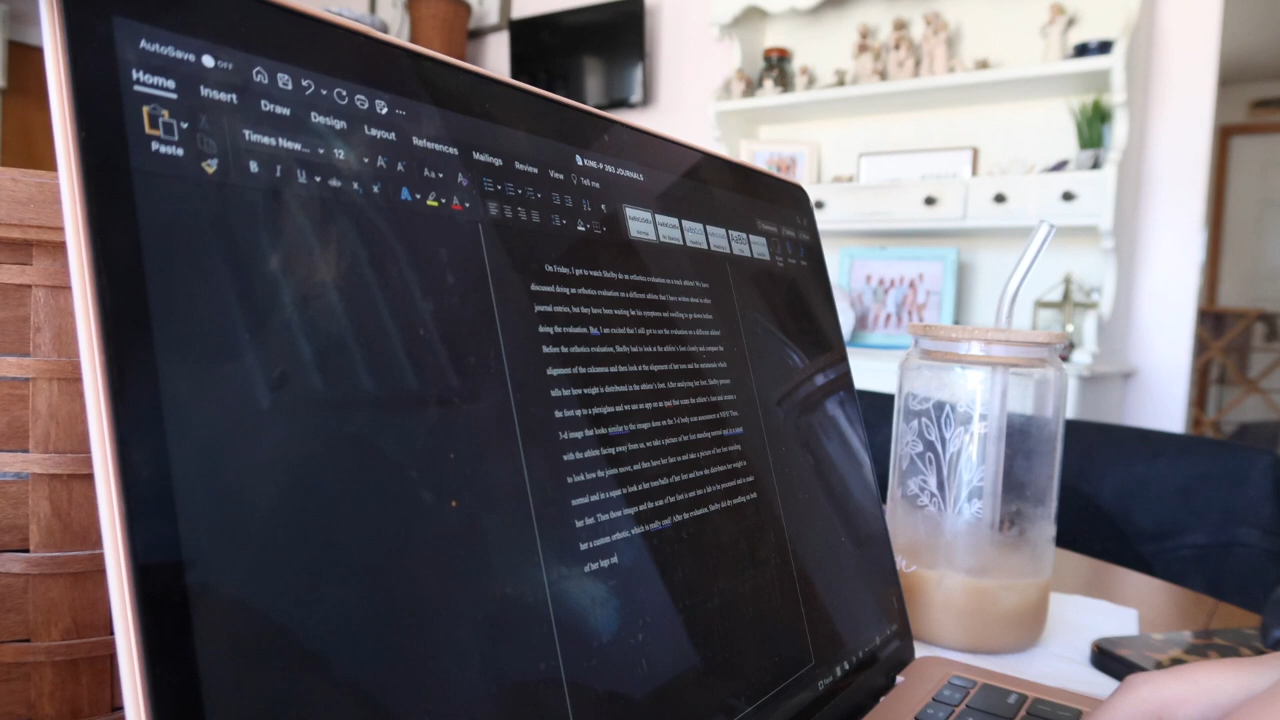 AutoSave OFF
KINE-P 393 JOURNALS
Home Insert Draw Design Layout References Mailings Review View Tell me
Paste
Times New... 12
On Friday, I got to watch Shelby do an orthotics evaluation on a track athlete! We have
discussed doing an orthotics evaluation on a different athlete that I have written about in other
journal entries, but they have been waiting for his symptoms and swelling to go down before
doing the evaluation. But, I am excited that I still got to see the evaluation on a different athlete!
Before the orthotics evaluation, Shelby had to look at the athlete's foot closely and compare the
alignment of the calcaneus and then look at the alignment of her toes and the metatarsals which
tells her how weight is distributed in the athlete's foot. After analyzing her foot, Shelby presses
the foot up to a plexiglass and we use an app on an ipad that scans the athlete's foot and creates a
3-d image that looks similar to the images done on the 3-d body scan assessment at Then,
with the athlete facing away from us, we take a picture of her feet standing normal and in a squat
to look how the joints move, and then have her face us and take a picture of her feet standing
normal and in a squat to look at her toes/balls of her feet and how she distributes her weight in
her feet. Then those images and the scan of her foot is sent into a lab to be processed and to make
her a custom orthotic, which is really cool! After the evaluation, Shelby did dry needling on both
of her legs